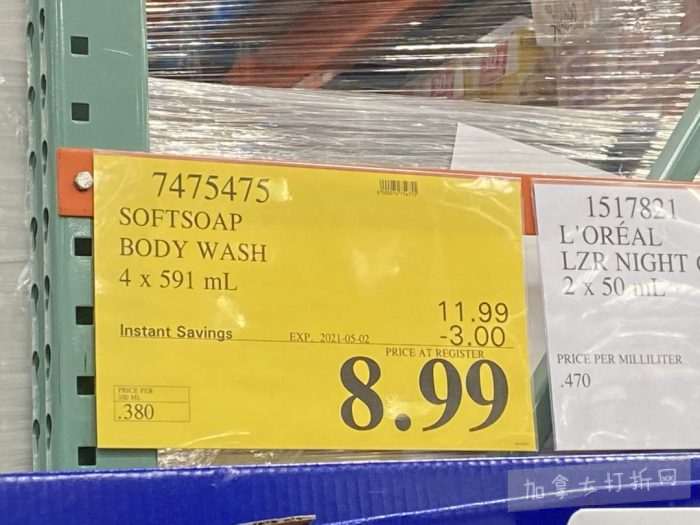 7475475
SOFTSOAP
BODY WASH
4 x 591 mL
11.99
Instant Savings EXP. 2021-05-02 -3.00
PRICE AT REGISTER
8.99
PRICE PER
100 ML
.380
1517821
L'ORÉAL
LZR NIGHT
2 x 50 mL
PRICE PER MILLILITER
.470
加拿大打折网